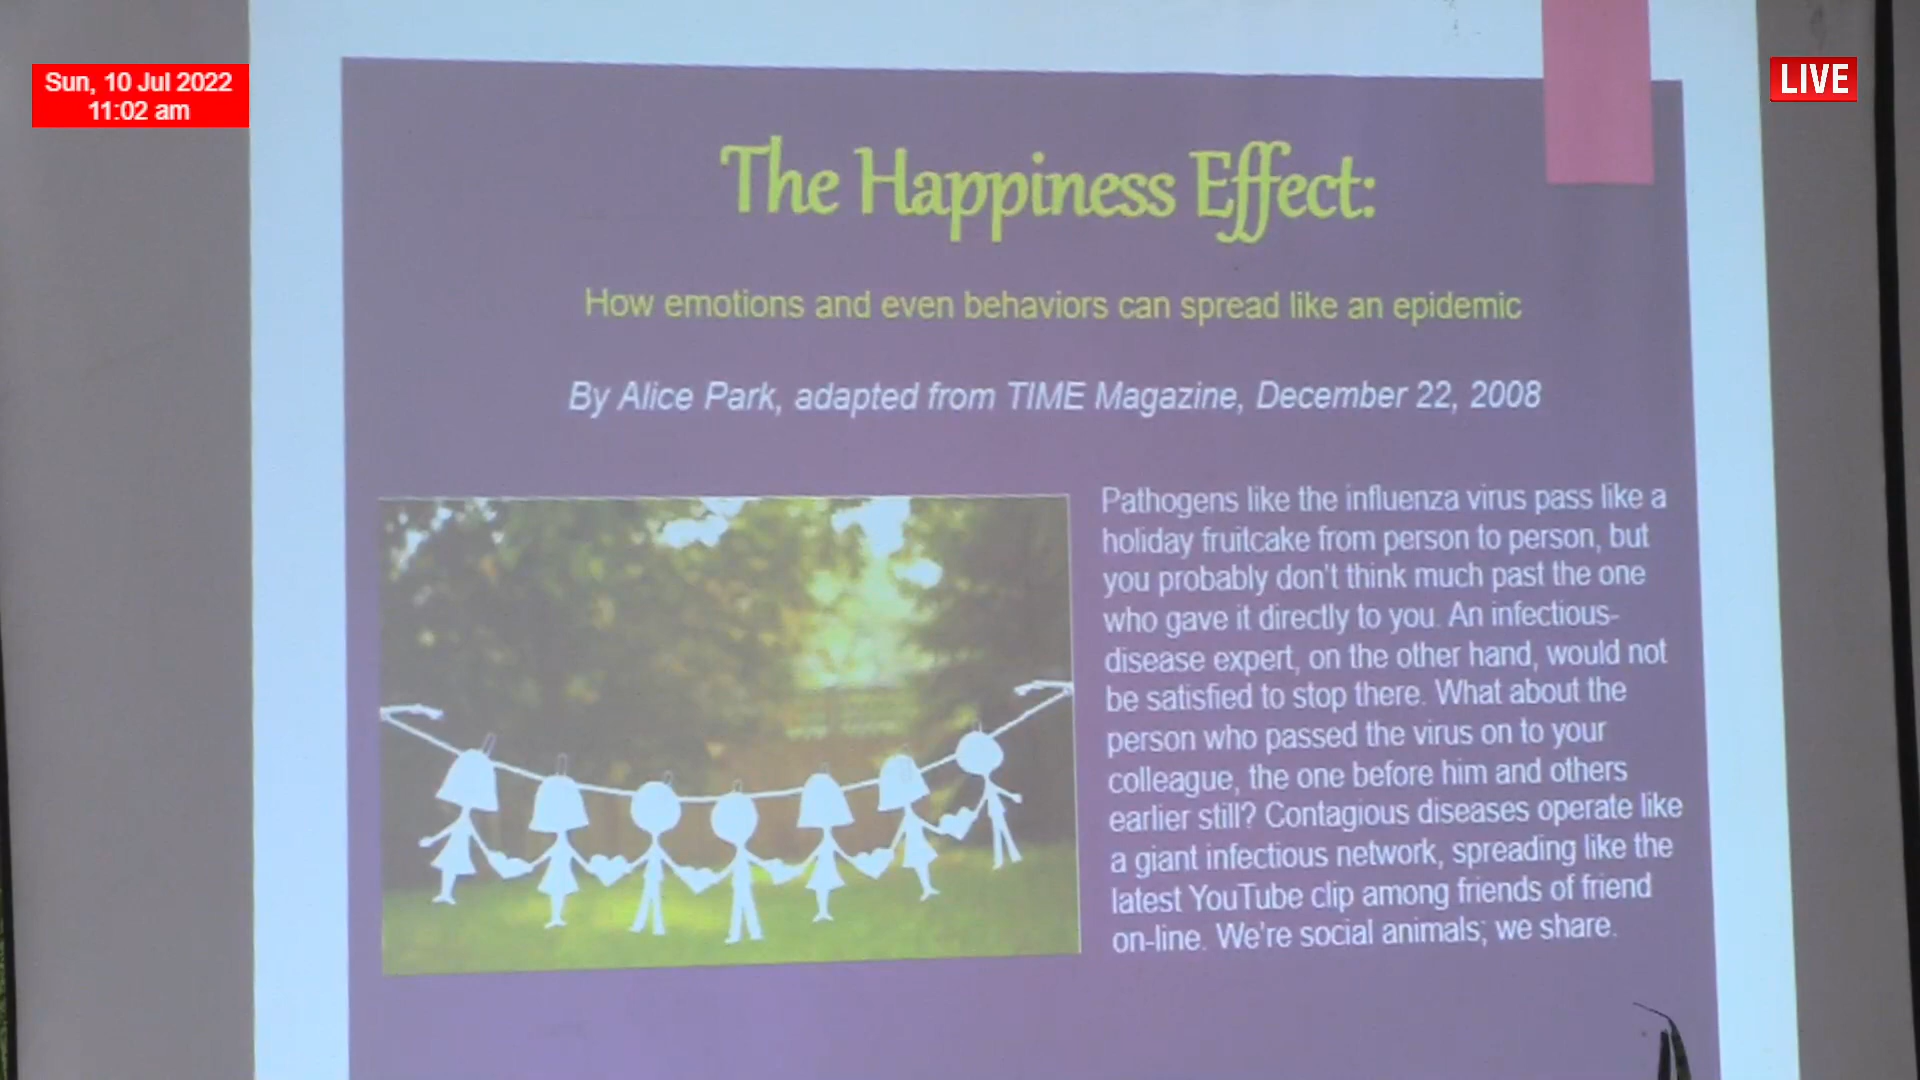 Sun, 10 Jul 2022
11:02 am
LIVE
The Happiness Effect:
How emotions and even behaviors can spread like an epidemic
By Alice Park, adapted from TIME Magazine, December 22, 2008
Pathogens like the influenza virus pass like a
holiday fruitcake from person to person, but
you probably don't think much past the one
who gave it directly to you. An infectious-
disease expert, on the other hand, would not
be satisfied to stop there. What about the
person who passed the virus on to your
colleague, the one before him and others
earlier still? Contagious diseases operate like
a giant infectious network, spreading like the
latest YouTube clip among friends of friend
on-line. We're social animals; we share.